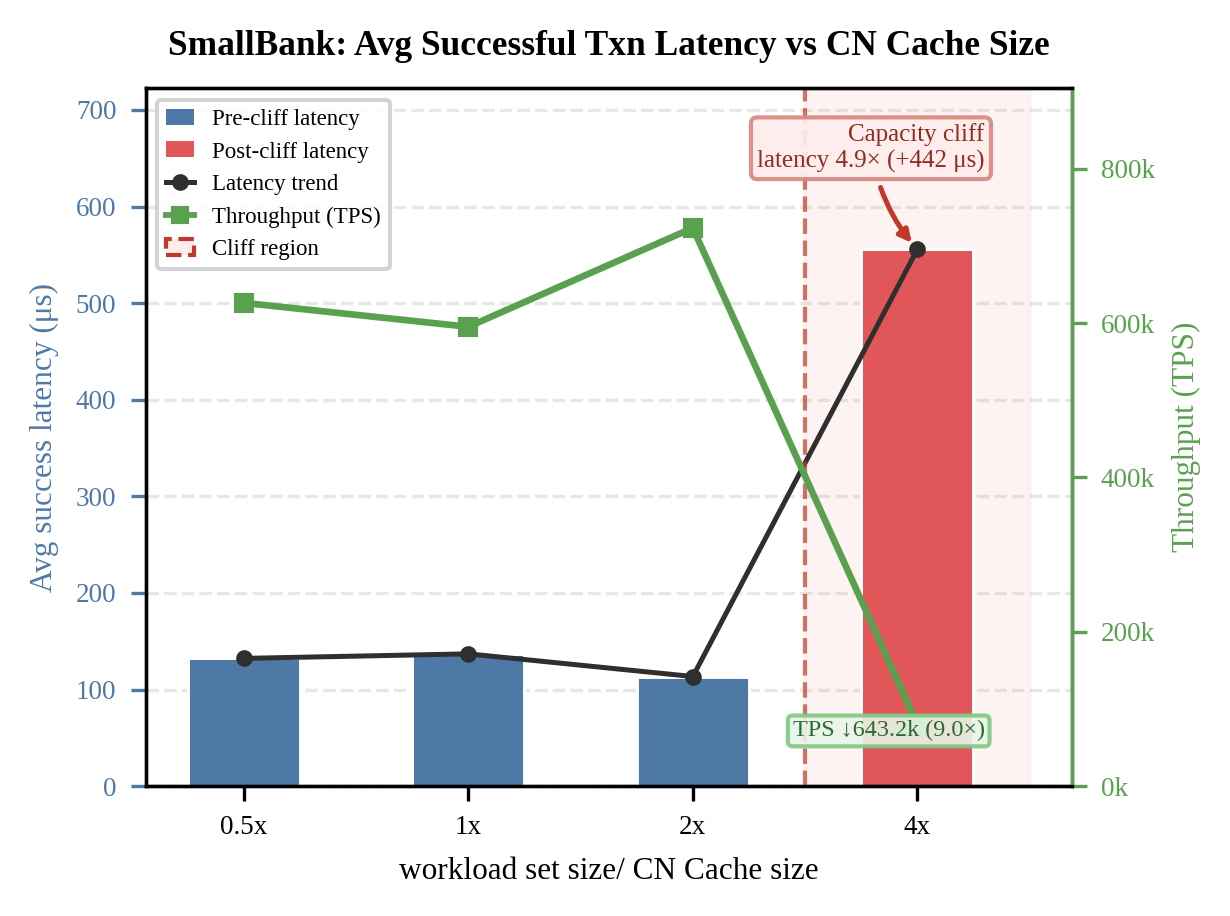 SmallBank: Avg Successful Txn Latency vs CN Cache Size
Pre-cliff latency
Post-cliff latency
Latency trend
Throughput (TPS)
Cliff region
Capacity cliff
latency 4.9× (+442 μs)
TPS ↓643.2k (9.0×)
Avg success latency (μs)
700
600
500
400
300
200
100
0
800k
600k
400k
200k
0k
Throughput (TPS)
0.5x
1x
2x
4x
workload set size/ CN Cache size